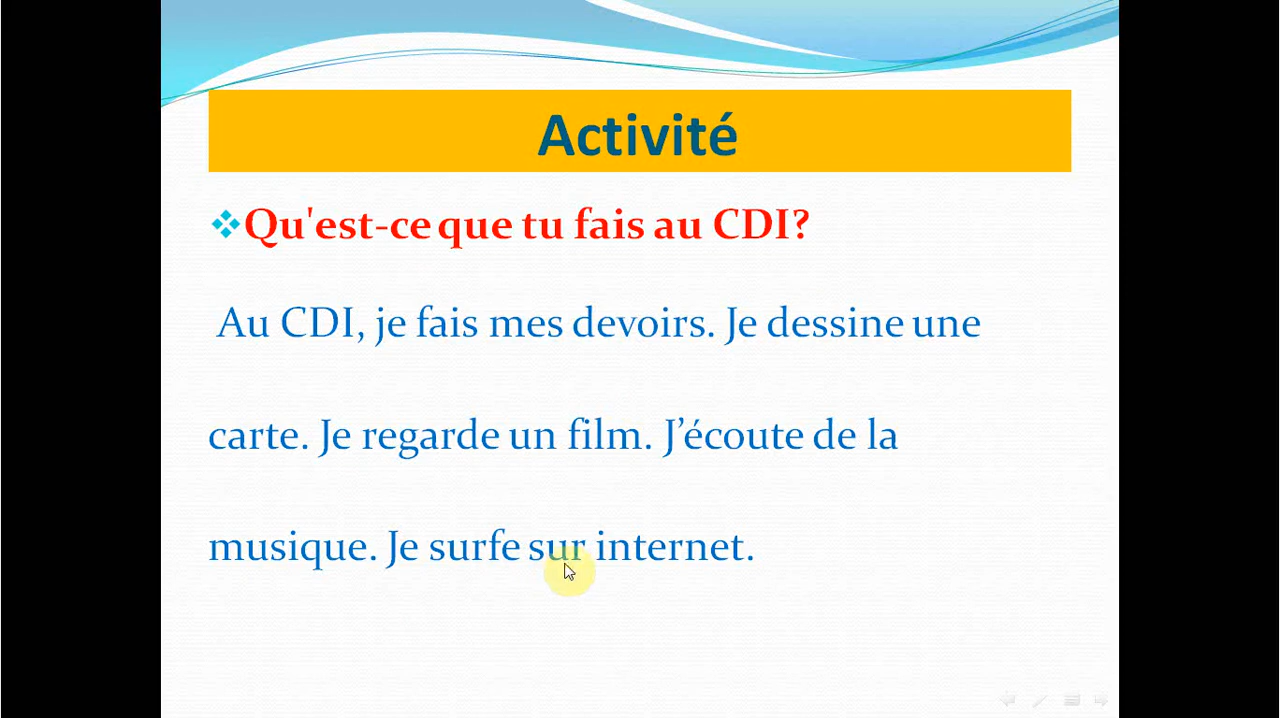 Activité
Qu'est-ce que tu fais au CDI?
Au CDI, je fais mes devoirs. Je dessine une
carte. Je regarde un film. J’écoute de la
musique. Je surfe sur internet.